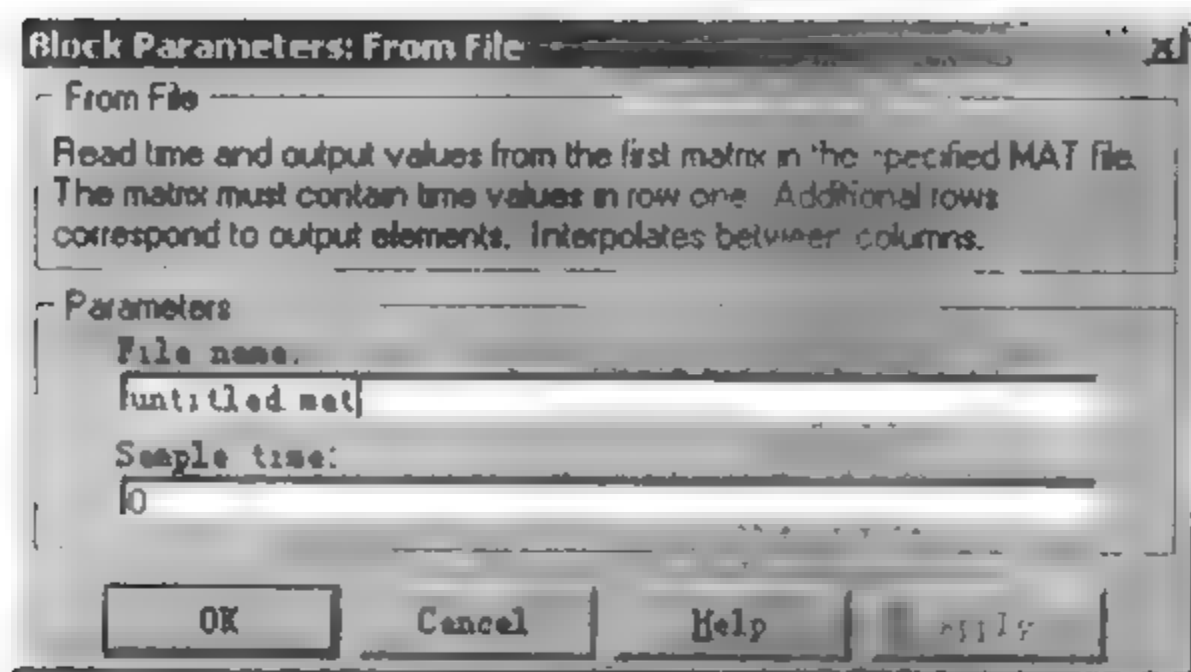 Block Parameters: From File
From File
Read time and output values from the first matrix in the specified MAT file.
The matrix must contain time values in row one. Additional rows
correspond to output elements. Interpolates between columns.
Parameters
File name:
untitled mat
Sample time:
0
OK Cancel Help Apply